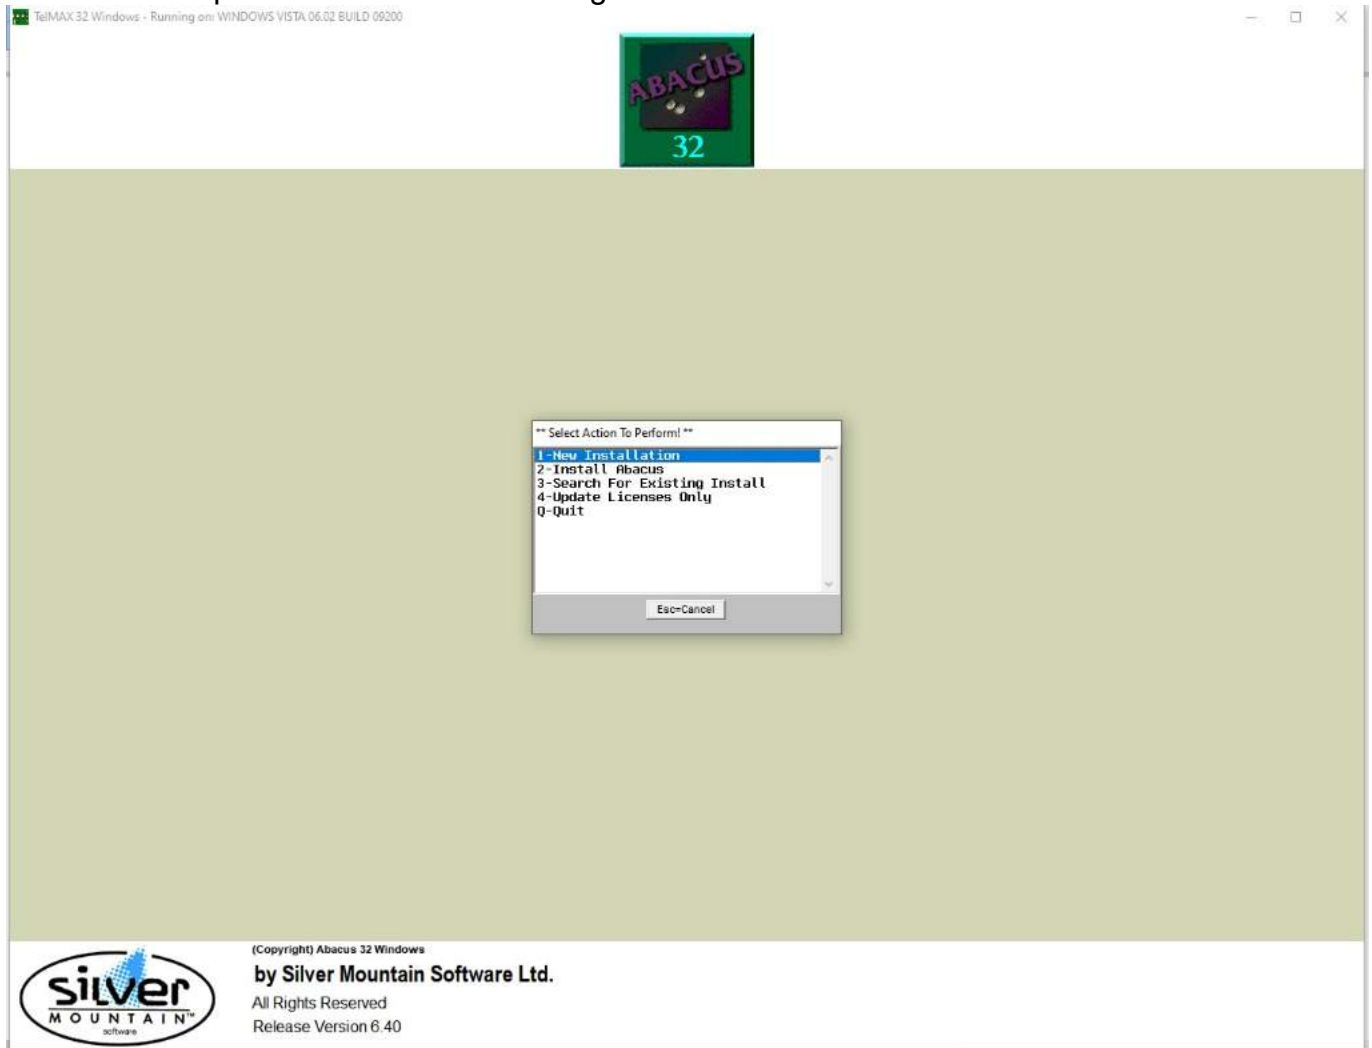 TelMAX 32 Windows - Running on: WINDOWS VISTA 06.02 BUILD 09200
ABACUS
32
** Select Action To Perform! **
1-New Installation
2-Install Abacus
3-Search For Existing Install
4-Update Licenses Only
Q-Quit
Esc=Cancel
silver
MOUNTAIN™
software
(Copyright) Abacus 32 Windows
by Silver Mountain Software Ltd.
All Rights Reserved
Release Version 6.40